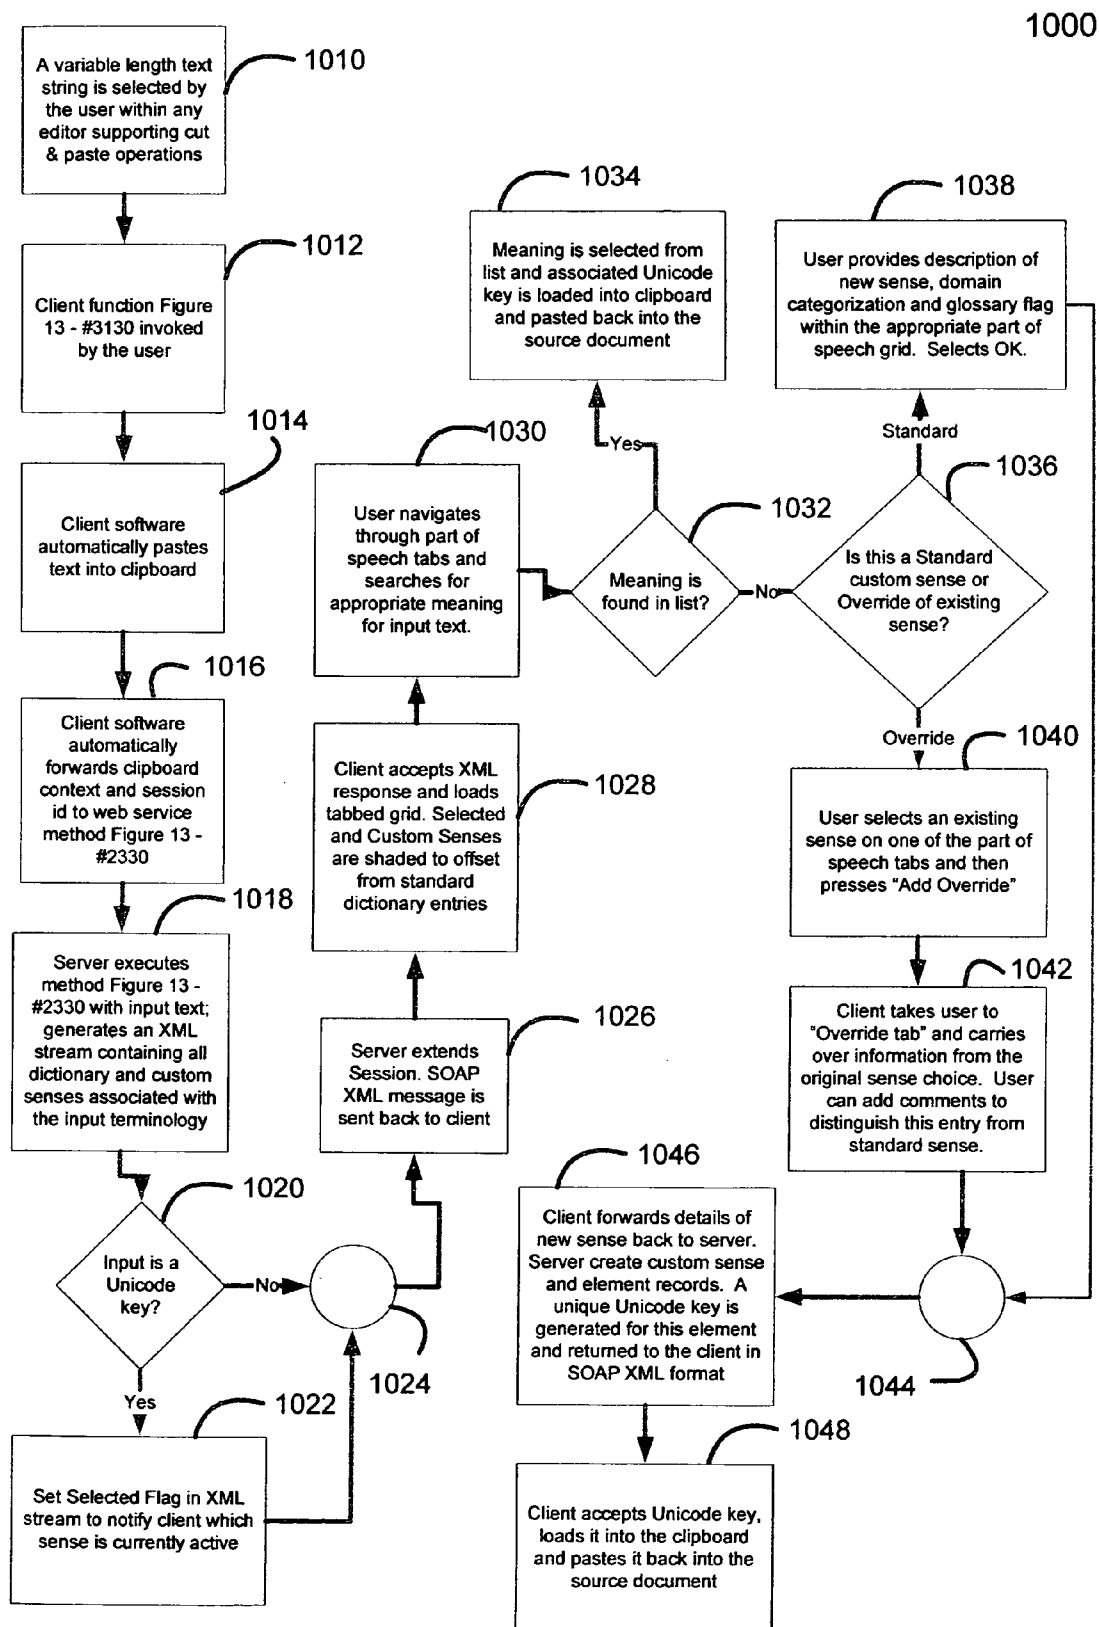 1000
1010
A variable length text
string is selected by
the user within any
editor supporting cut
& paste operations
1012
Client function Figure
13 - #3130 invoked
by the user
1014
Client software
automatically pastes
text into clipboard
1016
Client software
automatically
forwards clipboard
context and session
id to web service
method Figure 13 -
#2330
1018
Server executes
method Figure 13 -
#2330 with input text;
generates an XML
stream containing all
dictionary and custom
senses associated with
the input terminology
1020
Input is a
Unicode
key?
No
Yes
1022
Set Selected Flag in XML
stream to notify client which
sense is currently active
1024
1026
Server extends
Session. SOAP
XML message is
sent back to client
1028
Client accepts XML
response and loads
tabbed grid. Selected
and Custom Senses
are shaded to offset
from standard
dictionary entries
1030
User navigates
through part of
speech tabs and
searches for
appropriate meaning
for input text.
1032
Meaning is
found in list?
Yes
No
1034
Meaning is selected from
list and associated Unicode
key is loaded into clipboard
and pasted back into the
source document
1036
Is this a Standard
custom sense or
Override of existing
sense?
Standard
Override
1038
User provides description of
new sense, domain
categorization and glossary flag
within the appropriate part of
speech grid. Selects OK.
1040
User selects an existing
sense on one of the part of
speech tabs and then
presses "Add Override"
1042
Client takes user to
"Override tab" and carries
over information from the
original sense choice. User
can add comments to
distinguish this entry from
standard sense.
1044
1046
Client forwards details of
new sense back to server.
Server create custom sense
and element records. A
unique Unicode key is
generated for this element
and returned to the client in
SOAP XML format
1048
Client accepts Unicode key,
loads it into the clipboard
and pastes it back into the
source document